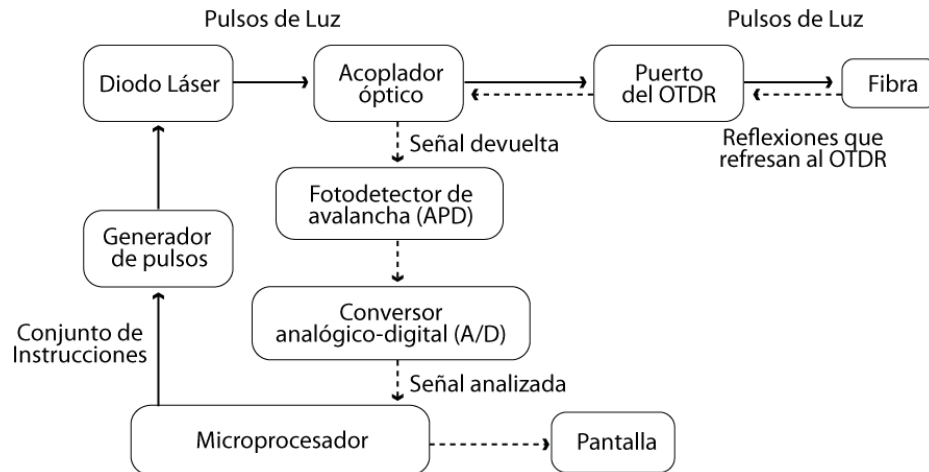 Pulsos de Luz
Pulsos de Luz
Diodo Láser
Acoplador
óptico
Puerto
del OTDR
Fibra
Señal devuelta
Reflexiones que
refresan al OTDR
Fotodetector de
avalancha (APD)
Generador
de pulsos
Conversor
analógico-digital (A/D)
Conjunto de
Instrucciones
Señal analizada
Microprocesador
Pantalla